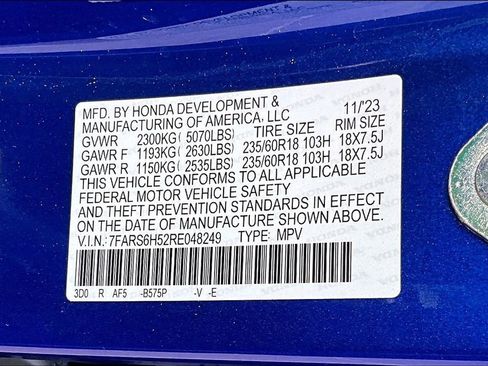 MFD. BY HONDA DEVELOPMENT &
MANUFACTURING OF AMERICA, LLC 11/'23
GVWR 2300KG ( 5070LBS) TIRE SIZE RIM SIZE
GAWR F 1193KG ( 2630LBS) 235/60R18 103H 18X7.5J
GAWR R 1150KG ( 2535LBS) 235/60R18 103H 18X7.5J
THIS VEHICLE CONFORMS TO ALL APPLICABLE
FEDERAL MOTOR VEHICLE SAFETY
AND THEFT PREVENTION STANDARDS IN EFFECT
ON THE DATE OF MANUFACTURE SHOWN ABOVE.
V.I.N.: 7FARS6H52RE048249 TYPE: MPV
3D0 R AF5 -B575P -V -E